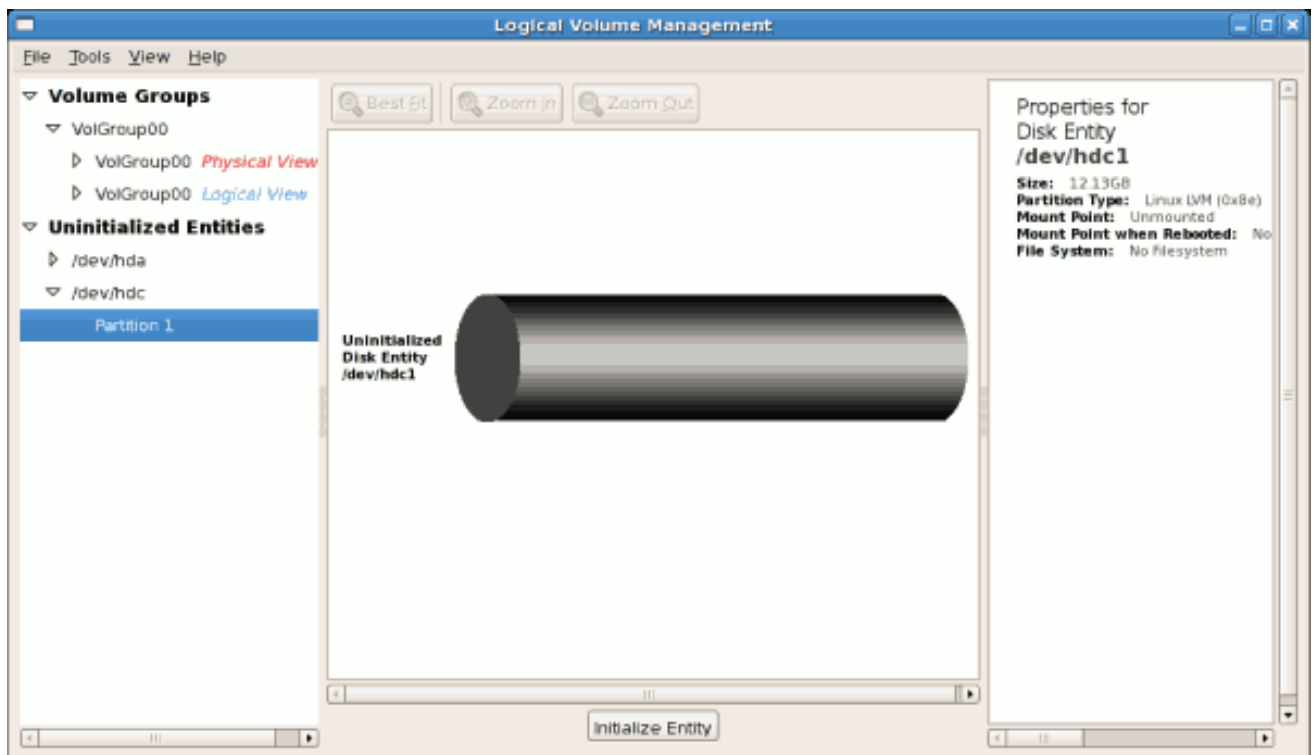 Logical Volume Management
File Tools View Help
Volume Groups
VolGroup00
VolGroup00 Physical View
VolGroup00 Logical View
Uninitialized Entities
/dev/hda
/dev/hdc
Partition 1
Best Fit Zoom In Zoom Out
Uninitialized
Disk Entity
/dev/hdc1
Initialize Entity
Properties for
Disk Entity
/dev/hdc1
Size: 12.13GB
Partition Type: Linux LVM (0x8e)
Mount Point: Unmounted
Mount Point when Rebooted: No
File System: No filesystem